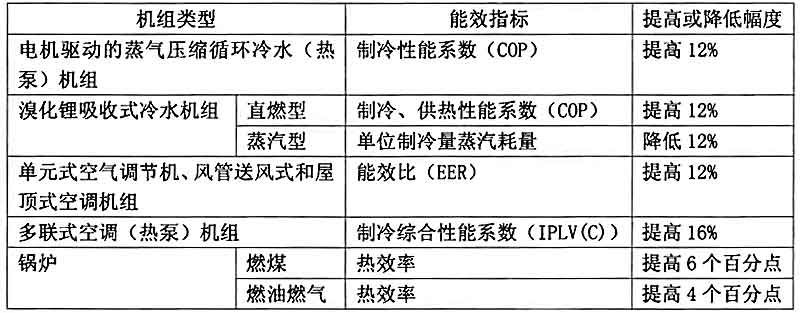 机组类型 能效指标 提高或降低幅度
电机驱动的蒸气压缩循环冷水（热泵）机组 制冷性能系数（COP） 提高 12%
溴化锂吸收式冷水机组 直燃型 制冷、供热性能系数（COP） 提高 12%
蒸汽型 单位制冷量蒸汽耗量 降低 12%
单元式空气调节机、风管送风式和屋顶式空调机组 能效比（EER） 提高 12%
多联式空调（热泵）机组 制冷综合性能系数（IPLV(C)） 提高 16%
锅炉 燃煤 热效率 提高 6 个百分点
燃油燃气 热效率 提高 4 个百分点